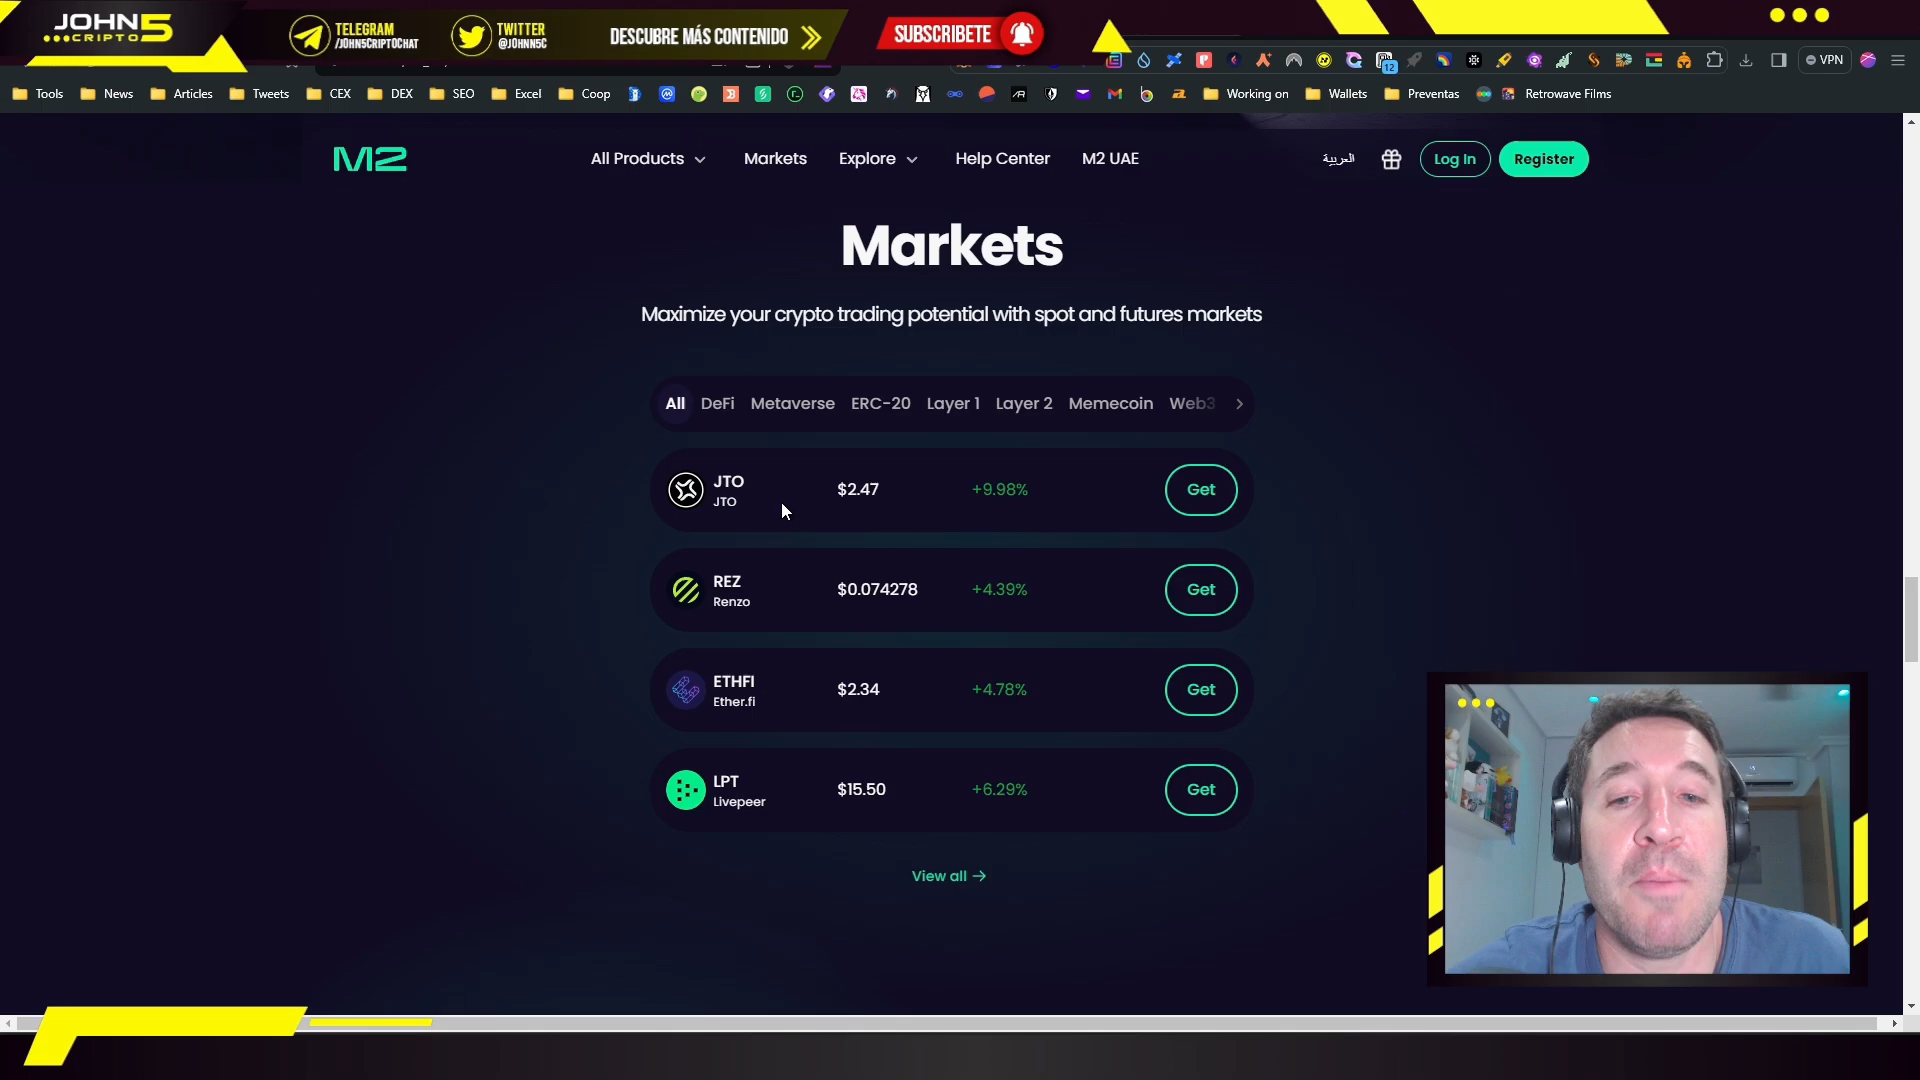 JOHN5
CRIPTO
TELEGRAM
/JOHN5CRIPTOCHAT
TWITTER
@JOHNN5C
DESCUBRE MÁS CONTENIDO
SUBSCRIBETE
12
VPN
Tools
News
Articles
Tweets
CEX
DEX
SEO
Excel
Coop
Working on
Wallets
Preventas
Retrowave Films
M2
All Products
Markets
Explore
Help Center
M2 UAE
العربية
Log In
Register
Markets
Maximize your crypto trading potential with spot and futures markets
All
DeFi
Metaverse
ERC-20
Layer 1
Layer 2
Memecoin
Web3
JTO
JTO
$2.47
+9.98%
Get
REZ
Renzo
$0.074278
+4.39%
Get
ETHFI
Ether.fi
$2.34
+4.78%
Get
LPT
Livepeer
$15.50
+6.29%
Get
View all